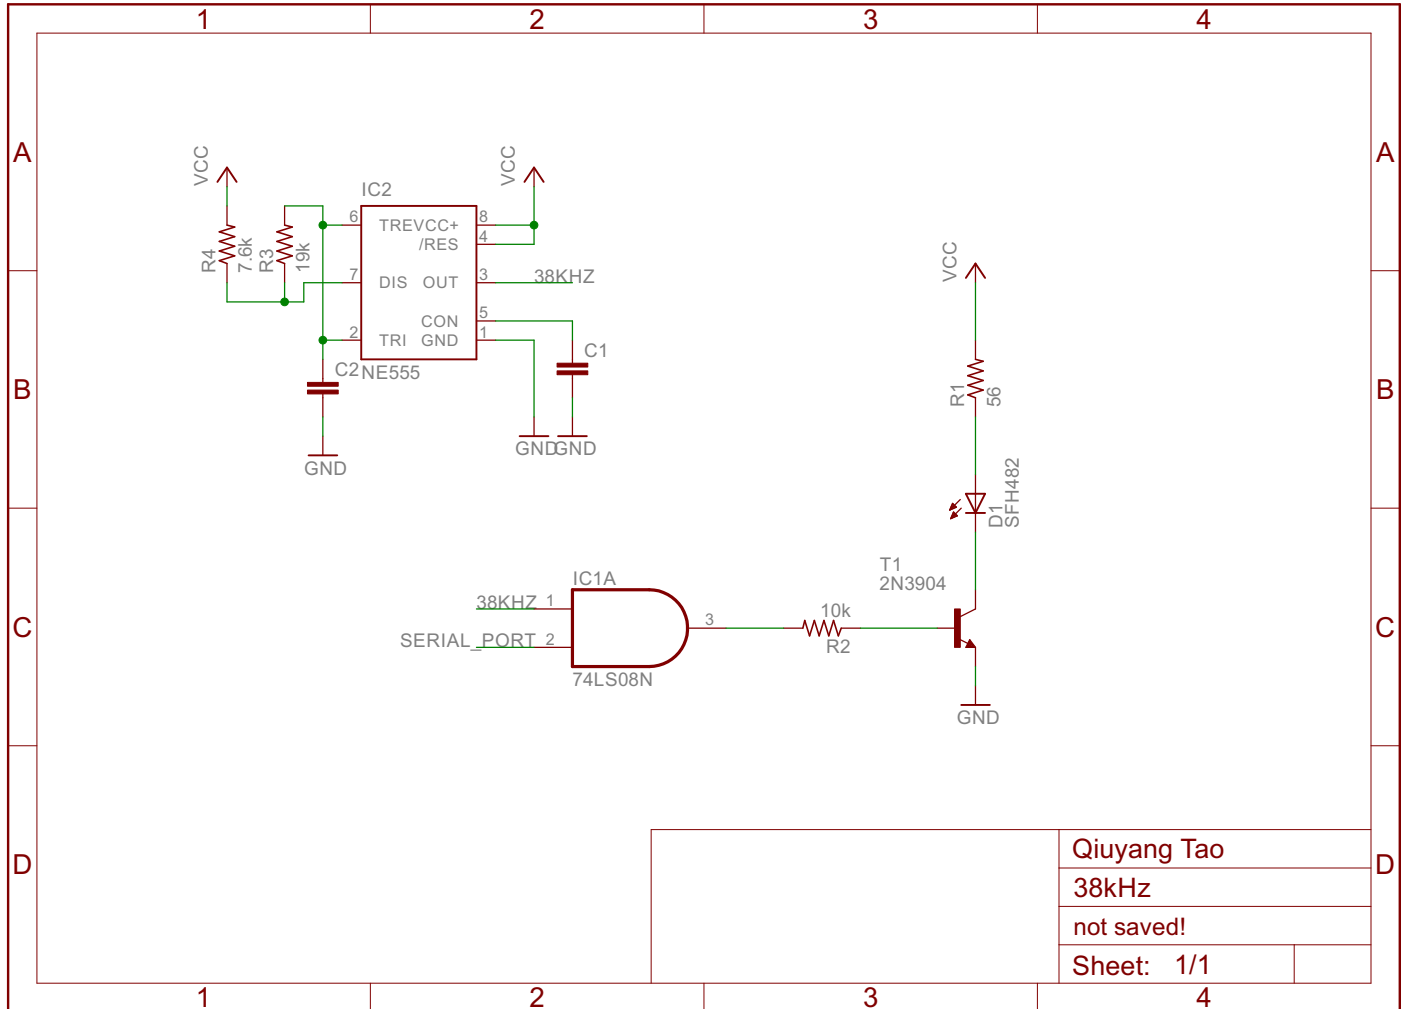 1 2 3 4
A A
VCC VCC
IC2
6 TRE VCC+ 8
/RES 4
R4 7.6k R3 19k
7 DIS OUT 3 38KHZ
CON 5
2 TRI GND 1
C1
C2 NE555
GND GND GND
VCC
R1 56
B B
D1 SFH482
T1
2N3904
IC1A
38KHZ 1
SERIAL_PORT 2
3
10k
R2
74LS08N
GND
C C
D D
Qiuyang Tao
38kHz
not saved!
Sheet: 1/1
1 2 3 4